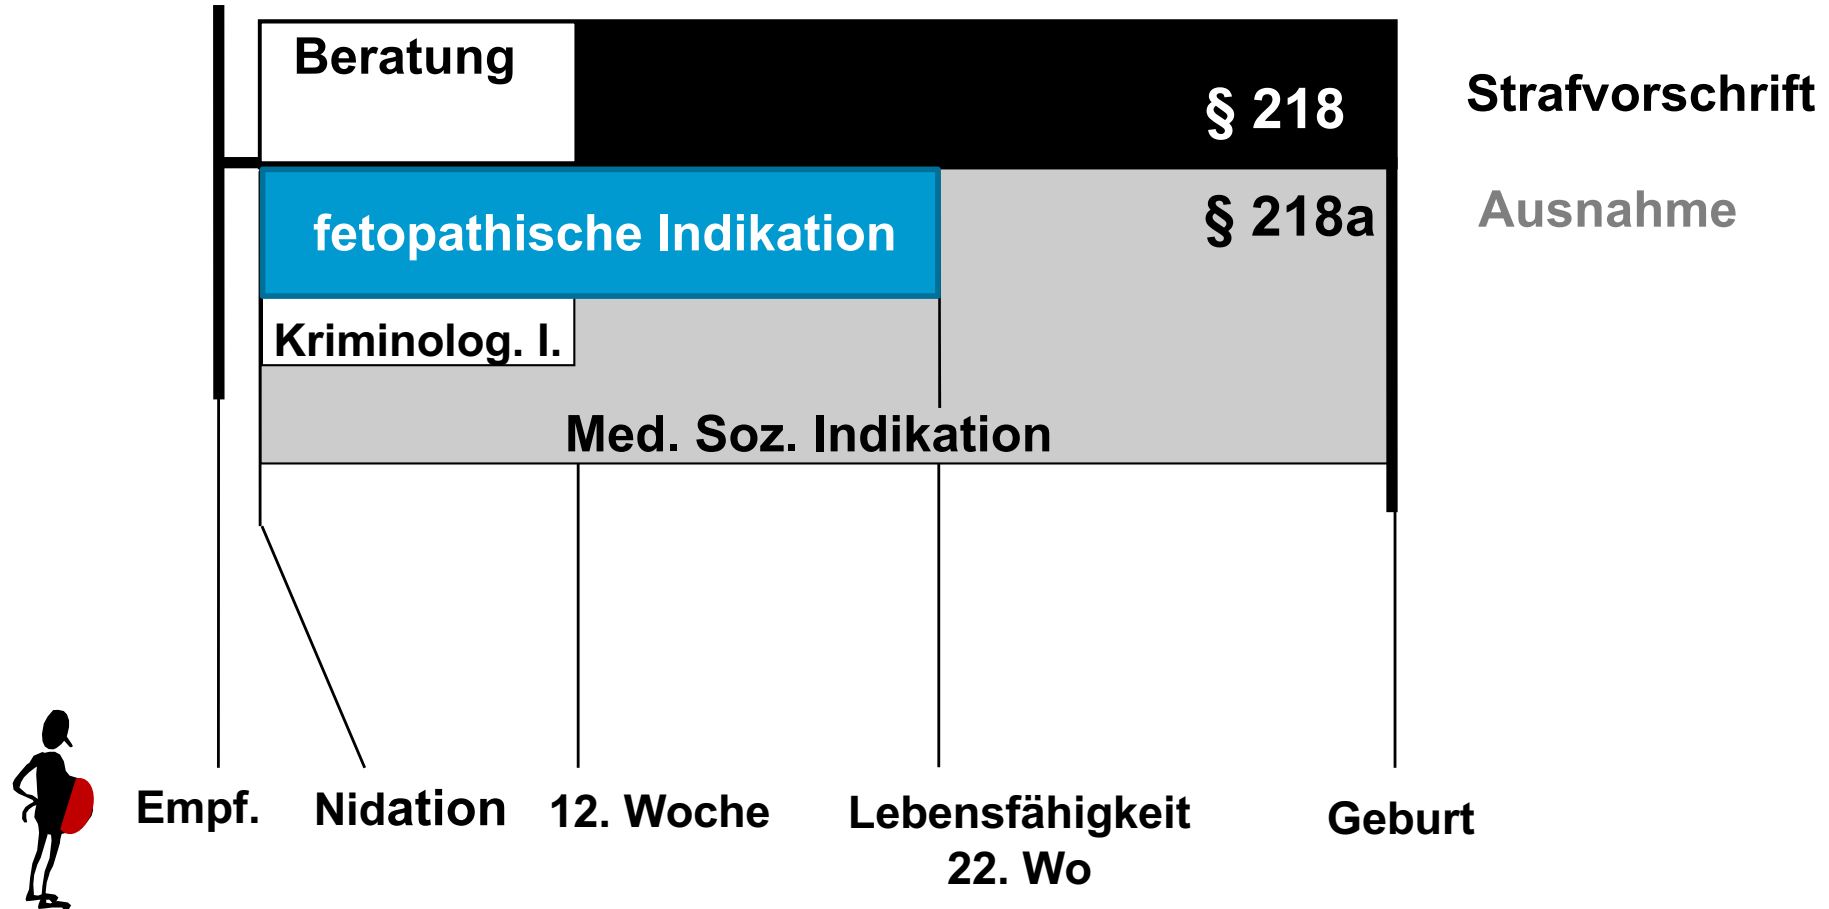 Beratung
§ 218
Strafvorschrift
fetopathische Indikation
§ 218a
Ausnahme
Kriminolog. I.
Med. Soz. Indikation
Empf.
Nidation
12. Woche
Lebensfähigkeit
22. Wo
Geburt